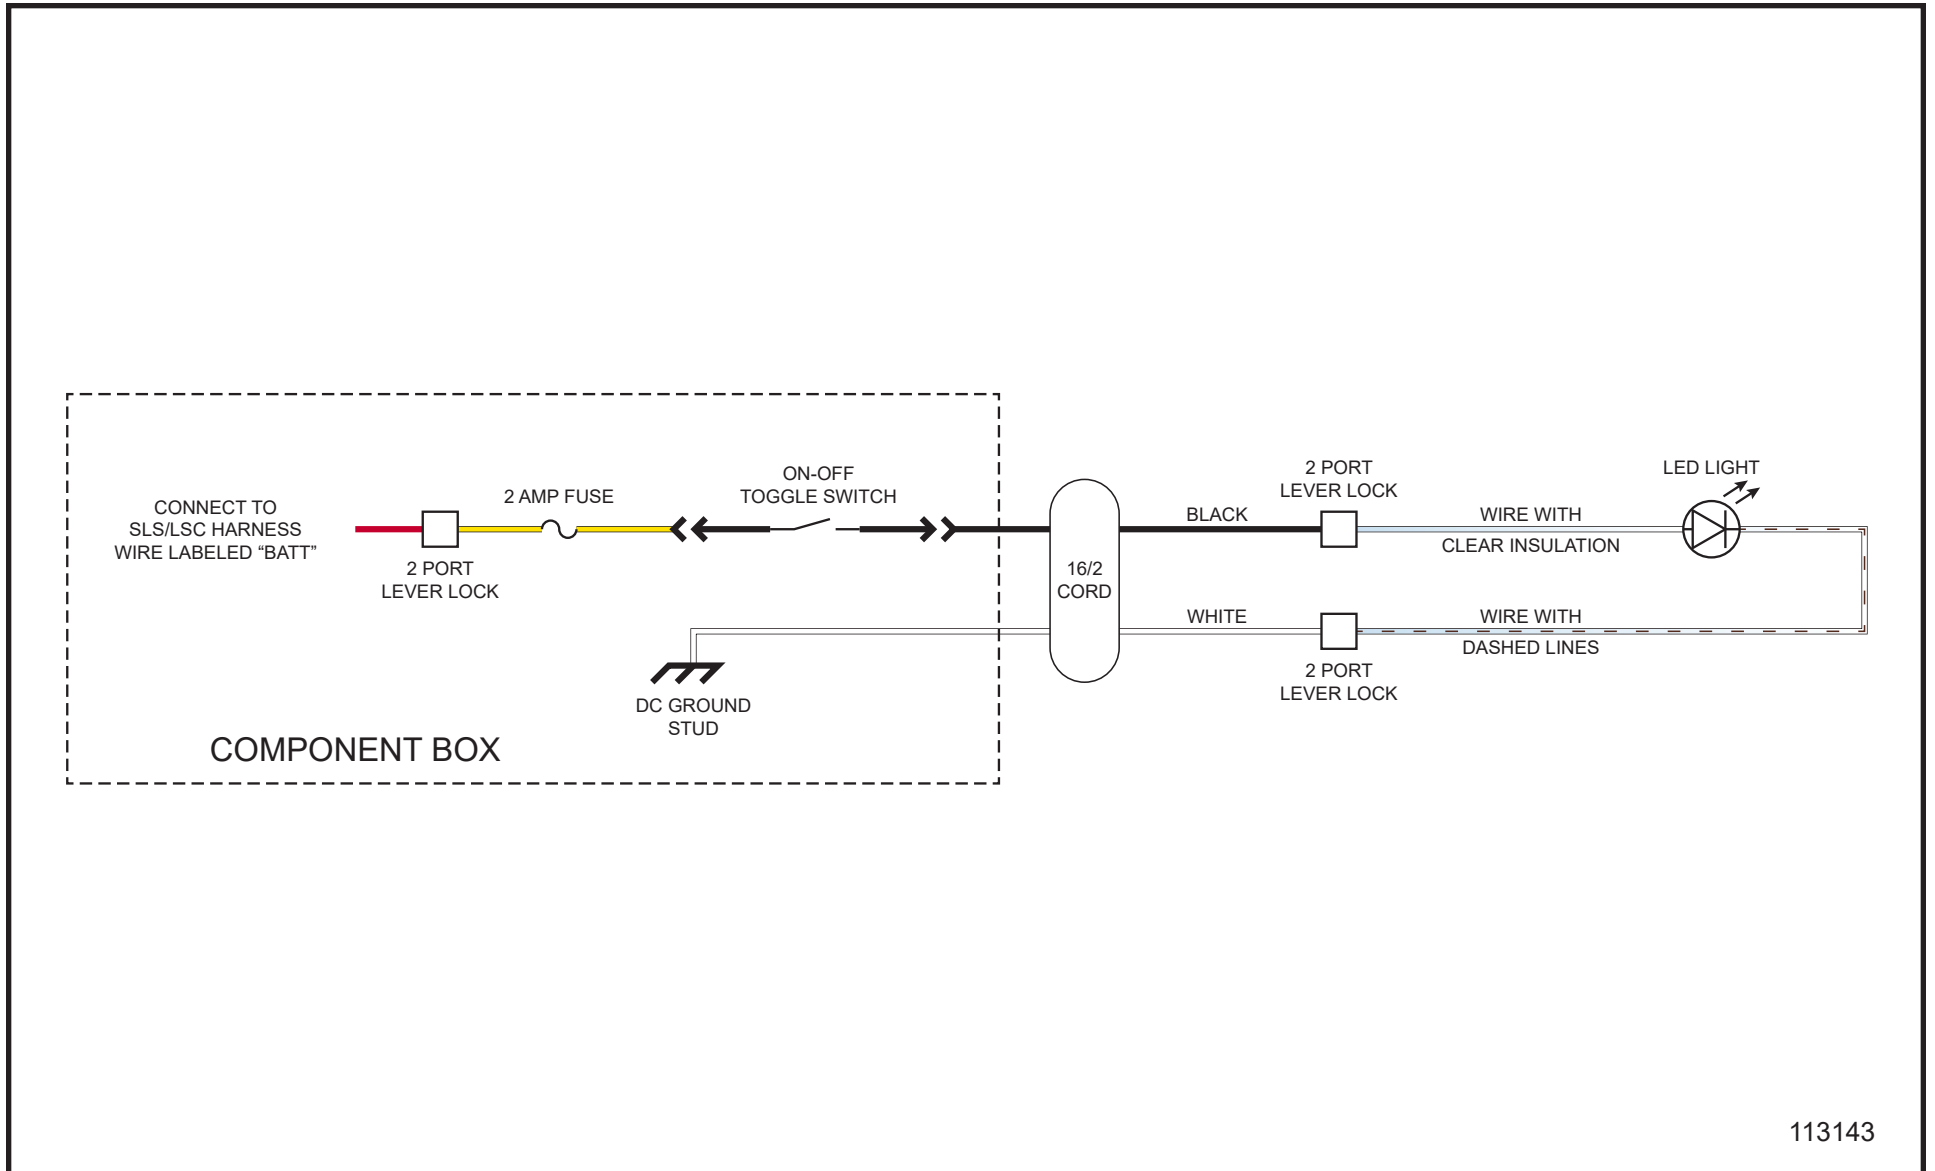 CONNECT TO
SLS/LSC HARNESS
WIRE LABELED “BATT”
2 PORT
LEVER LOCK
2 AMP FUSE
ON-OFF
TOGGLE SWITCH
DC GROUND
STUD
COMPONENT BOX
16/2
CORD
BLACK
WHITE
2 PORT
LEVER LOCK
WIRE WITH
CLEAR INSULATION
LED LIGHT
WIRE WITH
DASHED LINES
2 PORT
LEVER LOCK
113143